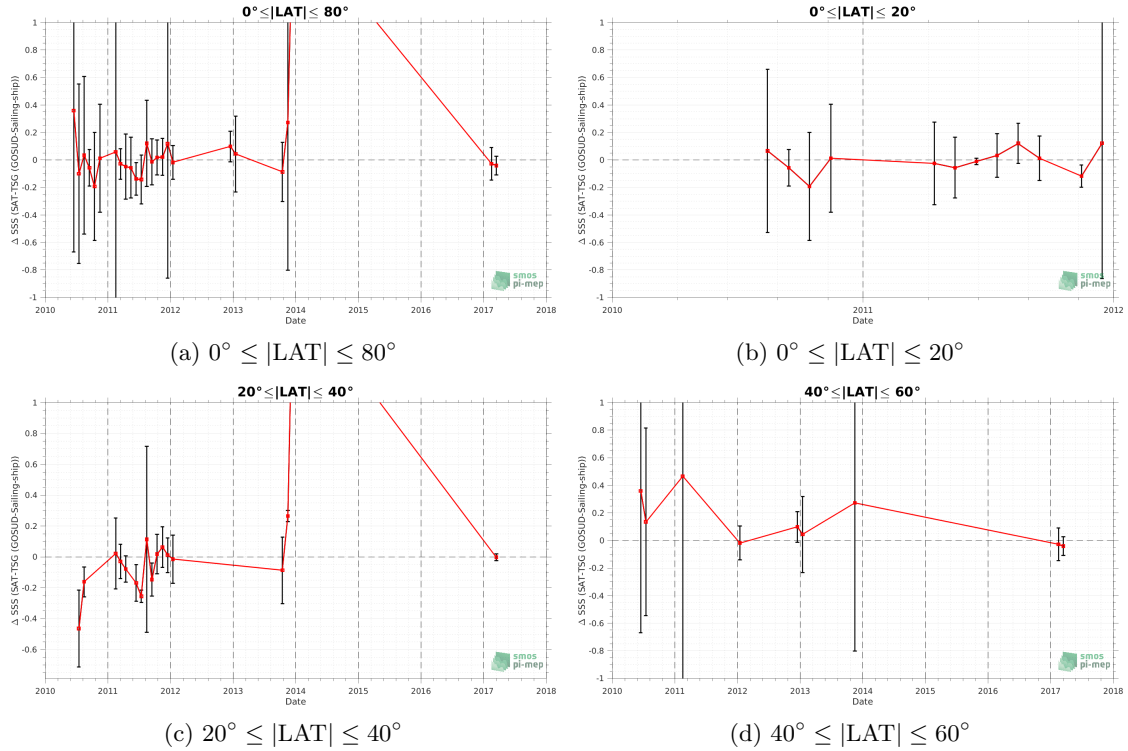 0°≤|LAT|≤ 80°
Δ SSS (SAT-TSG (GOSUD-Sailing-ship))
1
0.8
0.6
0.4
0.2
0
-0.2
-0.4
-0.6
-0.8
-1
2010 2011 2012 2013 2014 2015 2016 2017 2018
Date
smos
pi-mep
(a) 0° ≤ |LAT| ≤ 80°
0°≤|LAT|≤ 20°
Δ SSS (SAT-TSG (GOSUD-Sailing-ship))
1
0.8
0.6
0.4
0.2
0
-0.2
-0.4
-0.6
-0.8
-1
2010 2011 2012
Date
smos
pi-mep
(b) 0° ≤ |LAT| ≤ 20°
20°≤|LAT|≤ 40°
Δ SSS (SAT-TSG (GOSUD-Sailing-ship))
1
0.8
0.6
0.4
0.2
0
-0.2
-0.4
-0.6
2010 2011 2012 2013 2014 2015 2016 2017 2018
Date
smos
pi-mep
(c) 20° ≤ |LAT| ≤ 40°
40°≤|LAT|≤ 60°
Δ SSS (SAT-TSG (GOSUD-Sailing-ship))
1
0.8
0.6
0.4
0.2
0
-0.2
-0.4
-0.6
-0.8
-1
2010 2011 2012 2013 2014 2015 2016 2017 2018
Date
smos
pi-mep
(d) 40° ≤ |LAT| ≤ 60°